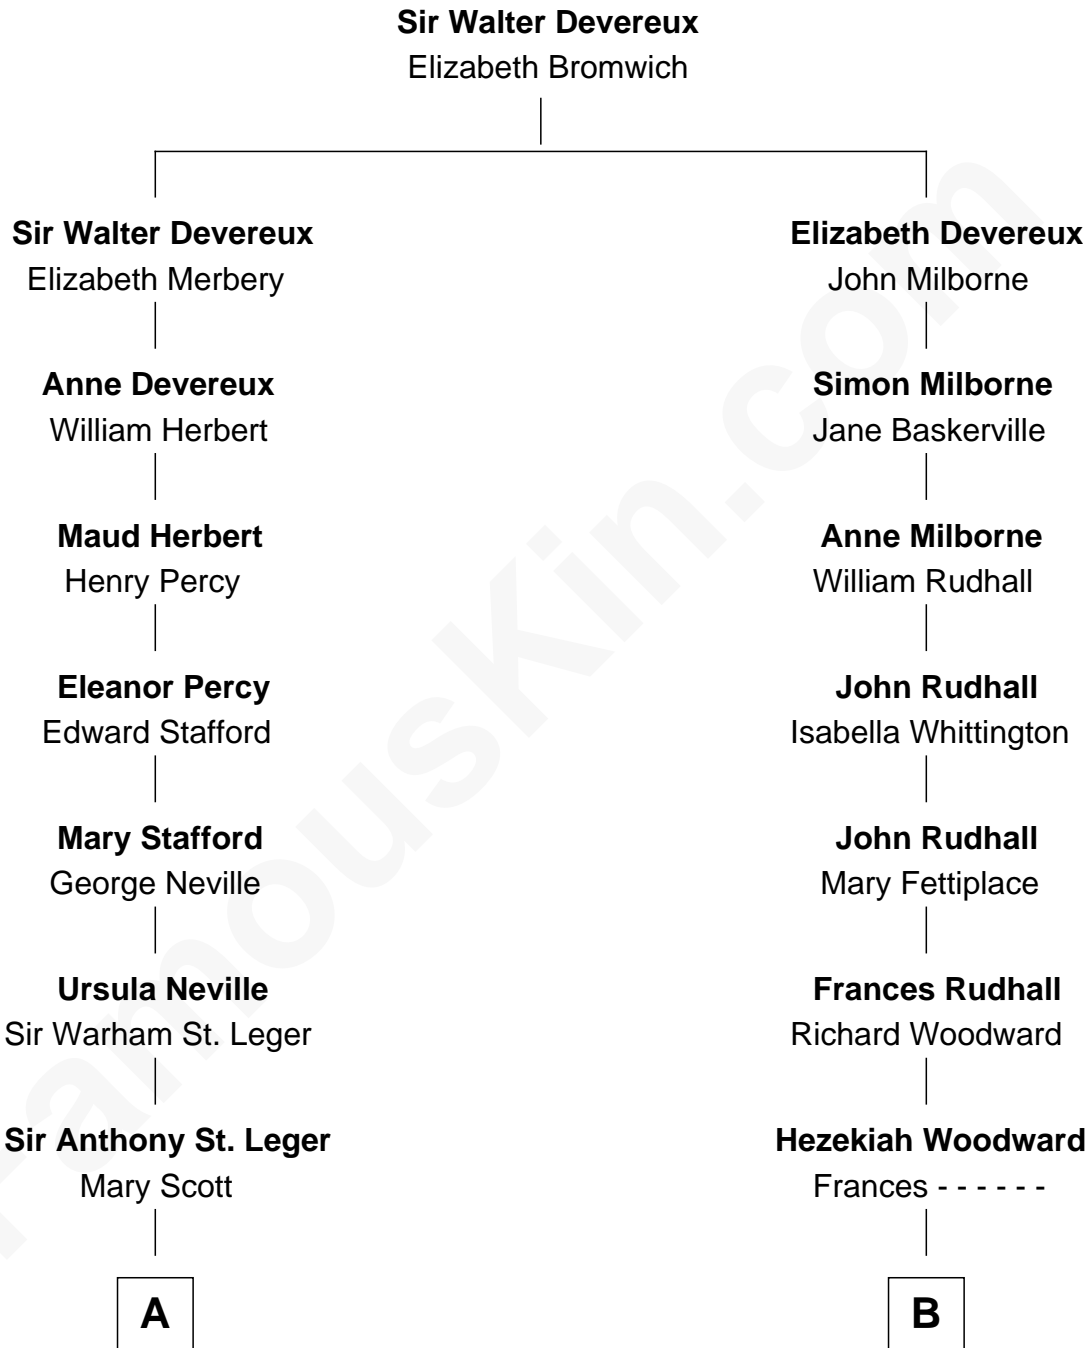 Sir Walter Devereux
Elizabeth Bromwich
Sir Walter Devereux
Elizabeth Merbery
Elizabeth Devereux
John Milborne
Anne Devereux
William Herbert
Simon Milborne
Jane Baskerville
Maud Herbert
Henry Percy
Anne Milborne
William Rudhall
Eleanor Percy
Edward Stafford
John Rudhall
Isabella Whittington
Mary Stafford
George Neville
John Rudhall
Mary Fettiplace
Ursula Neville
Sir Warham St. Leger
Frances Rudhall
Richard Woodward
Sir Anthony St. Leger
Mary Scott
Hezekiah Woodward
Frances - - - - - -
A
B
FamousKin.com